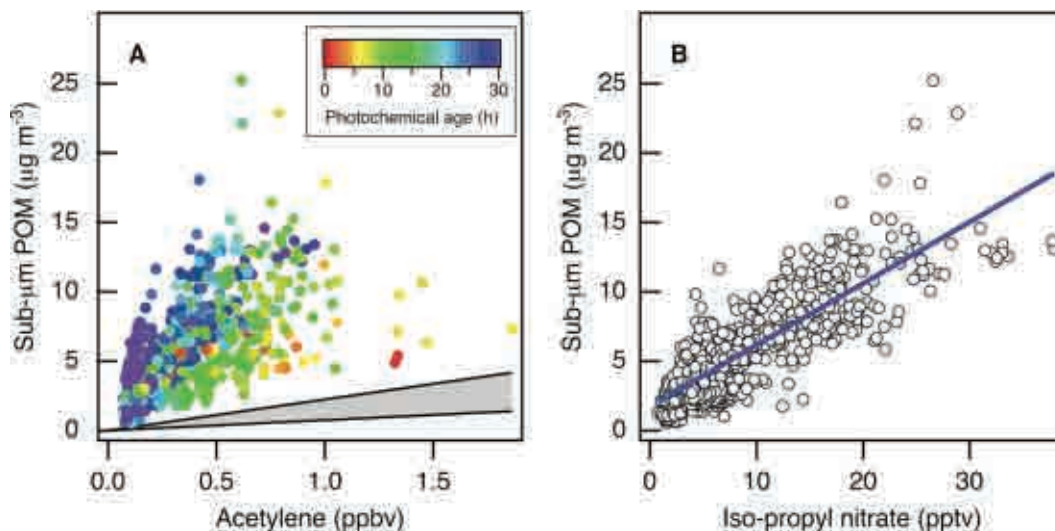 A
0 10 20 30
Photochemical age (h)
25
20
15
10
5
0
Sub-µm POM (µg m-3)
0.0 0.5 1.0 1.5
Acetylene (ppbv)
B
25
20
15
10
5
0
Sub-µm POM (µg m-3)
0 10 20 30
Iso-propyl nitrate (pptv)